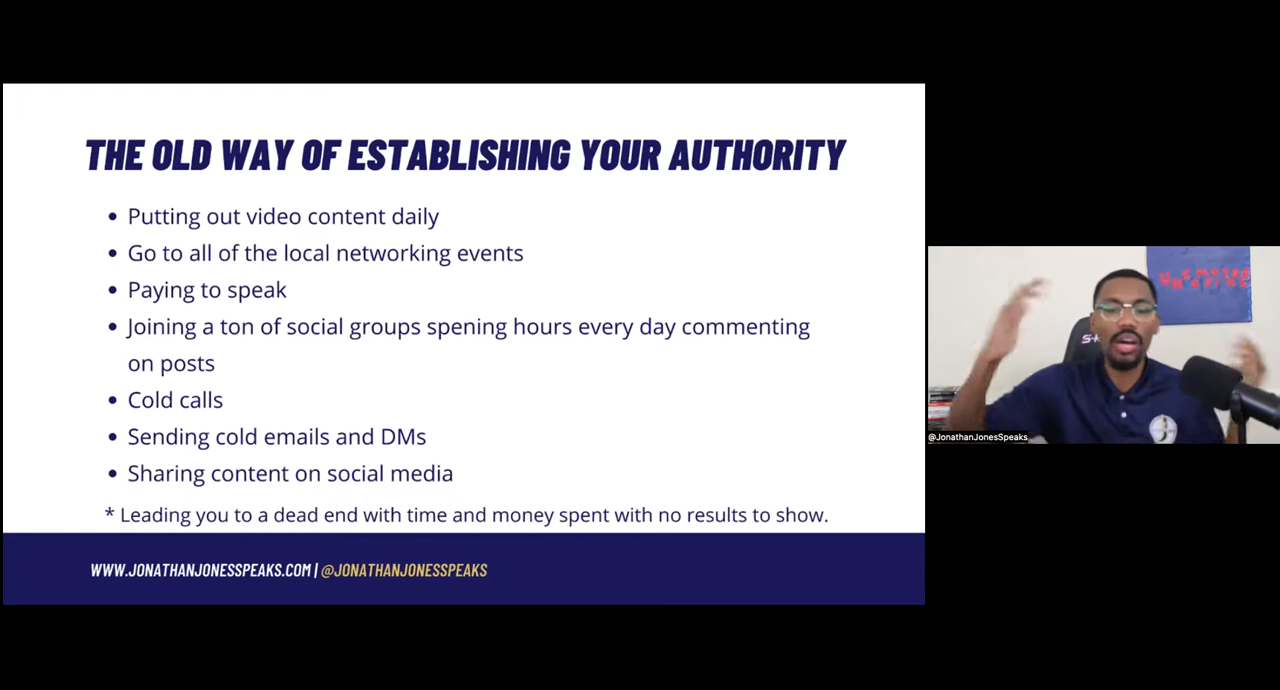 THE OLD WAY OF ESTABLISHING YOUR AUTHORITY
• Putting out video content daily
• Go to all of the local networking events
• Paying to speak
• Joining a ton of social groups spening hours every day commenting
on posts
• Cold calls
• Sending cold emails and DMs
• Sharing content on social media
* Leading you to a dead end with time and money spent with no results to show.
WWW.JONATHANJONESSPEAKS.COM | @JONATHANJONESSPEAKS
@JonathanJonesSpeaks